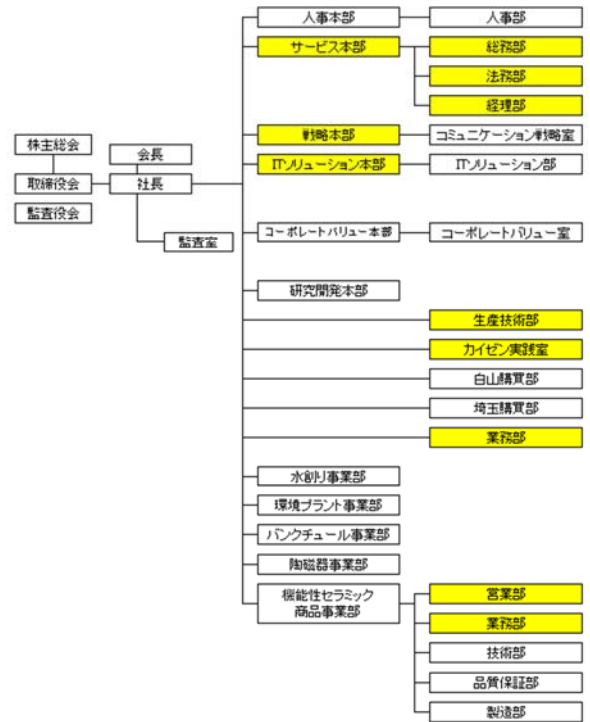 人事本部
人事部
サービス本部
総務部
法務部
経理部
戦略本部
コミュニケーション戦略室
ITソリューション本部
ITソリューション部
株主総会
会長
取締役会
社長
監査役会
監査室
コーポレートバリュー本部
コーポレートバリュー室
研究開発本部
生産技術部
カイゼン実践室
白山購買部
埼玉購買部
業務部
水創り事業部
環境プラント事業部
バンクチュール事業部
陶磁器事業部
機能性セラミック
商品事業部
営業部
業務部
技術部
品質保証部
製造部